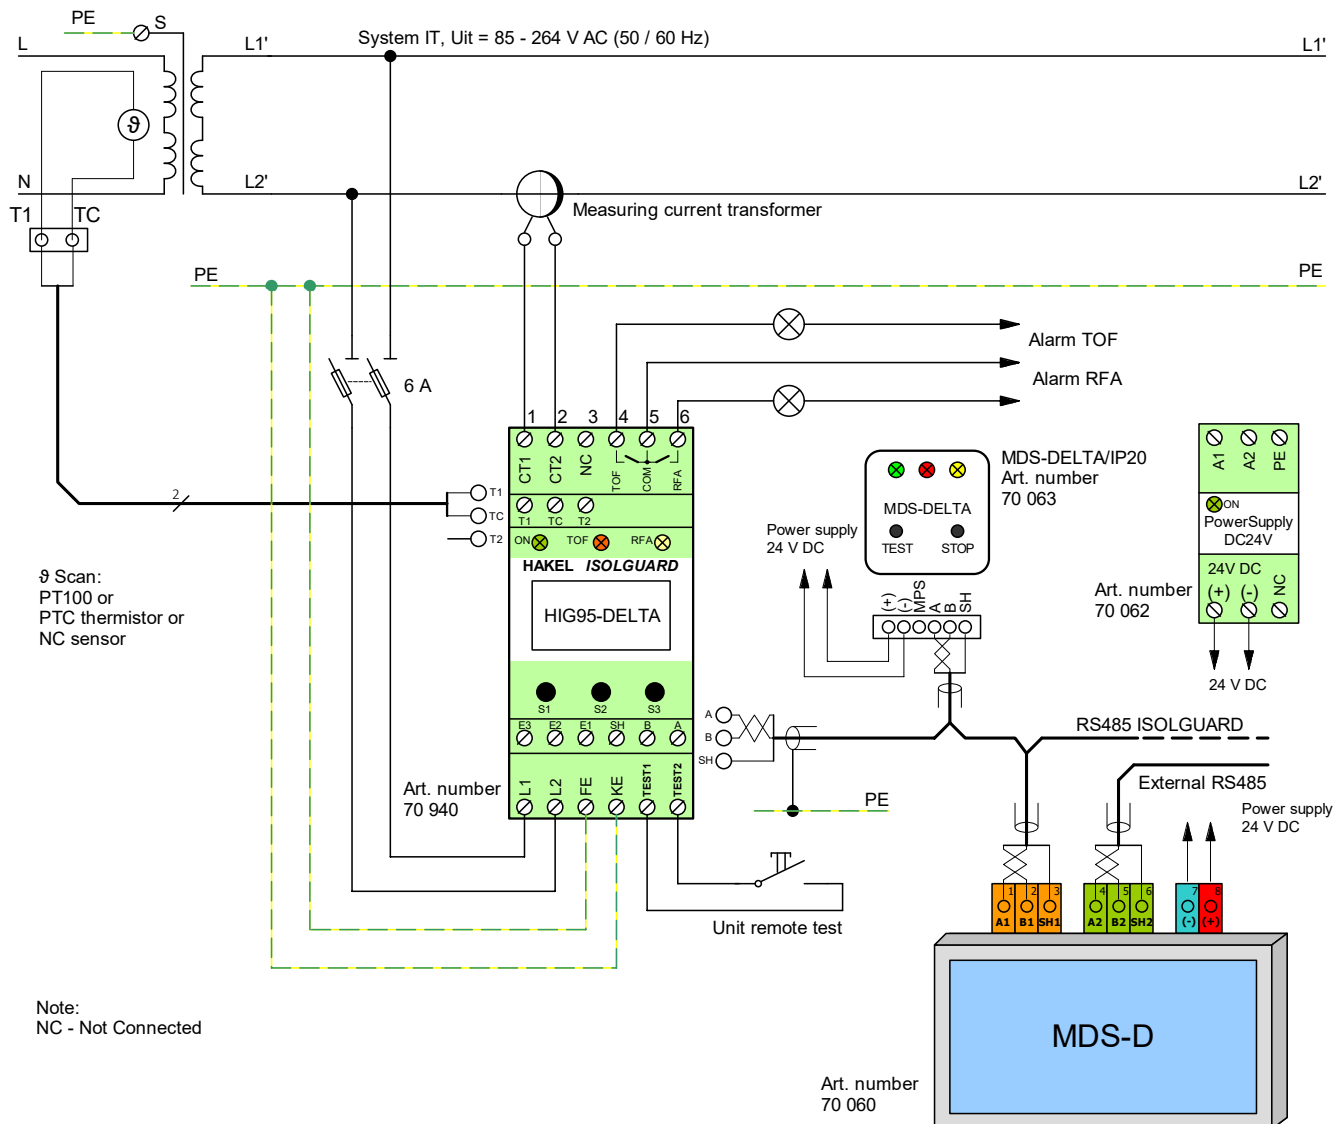 PE
S
L
L1'
System IT, Uit = 85 - 264 V AC (50 / 60 Hz)
L1'
ϑ
N
L2'
L2'
T1
TC
Measuring current transformer
PE
PE
Alarm TOF
6 A
Alarm RFA
1 2 3 4 5 6
CT1 CT2 NC TOF COM RFA
T1
TC
T2
2
T1 TC T2
ON TOF RFA
HAKEL ISOLGUARD
HIG95-DELTA
S1 S2 S3
E3 E2 E1 SH B A
L1 L2 FE KE TEST1 TEST2
Art. number
70 940
ϑ Scan:
PT100 or
PTC thermistor or
NC sensor
MDS-DELTA/IP20
Art. number
70 063
MDS-DELTA
TEST STOP
Power supply
24 V DC
(+) (-) MPS A B SH
A1 A2 PE
ON
PowerSupply
DC24V
24V DC
(+) (-) NC
Art. number
70 062
24 V DC
A
B
SH
PE
RS485 ISOLGUARD
External RS485
Power supply
24 V DC
Unit remote test
1 2 3 4 5 6 7 8
A1 B1 SH1 A2 B2 SH2 (-) (+)
MDS-D
Art. number
70 060
Note:
NC - Not Connected